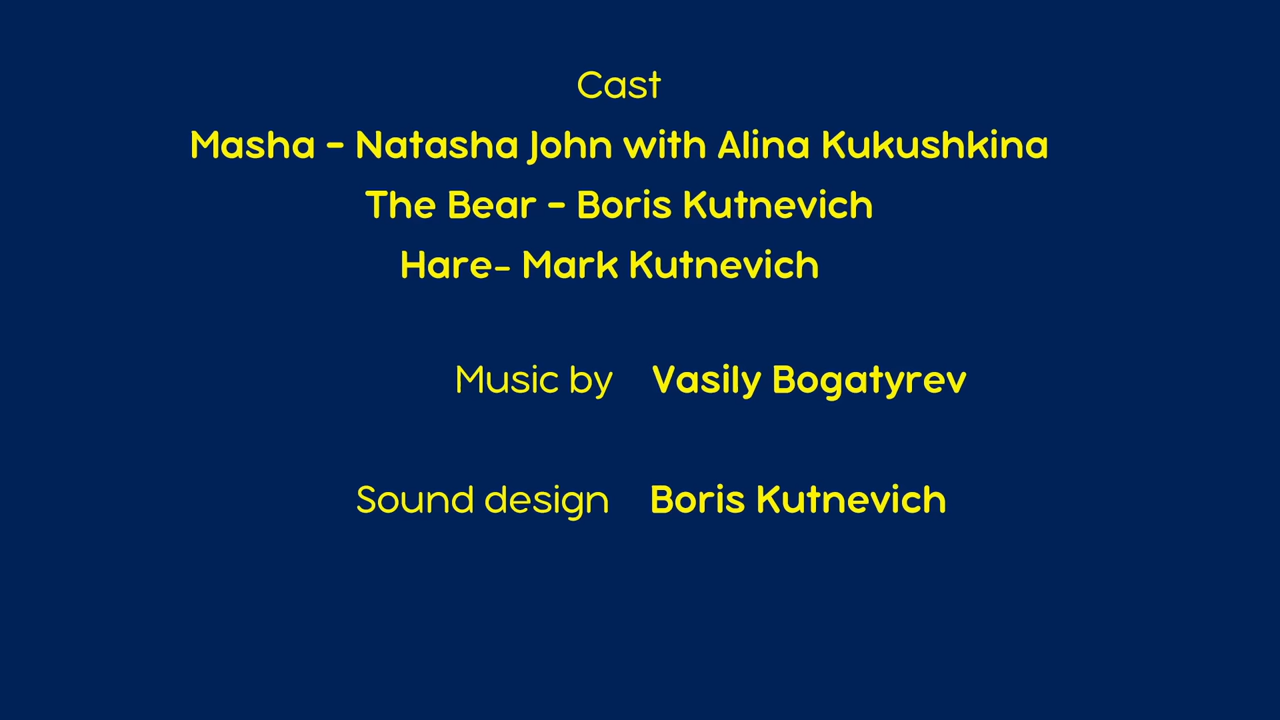 Cast
Masha - Natasha John with Alina Kukushkina
The Bear - Boris Kutnevich
Hare- Mark Kutnevich
Music by Vasily Bogatyrev
Sound design Boris Kutnevich